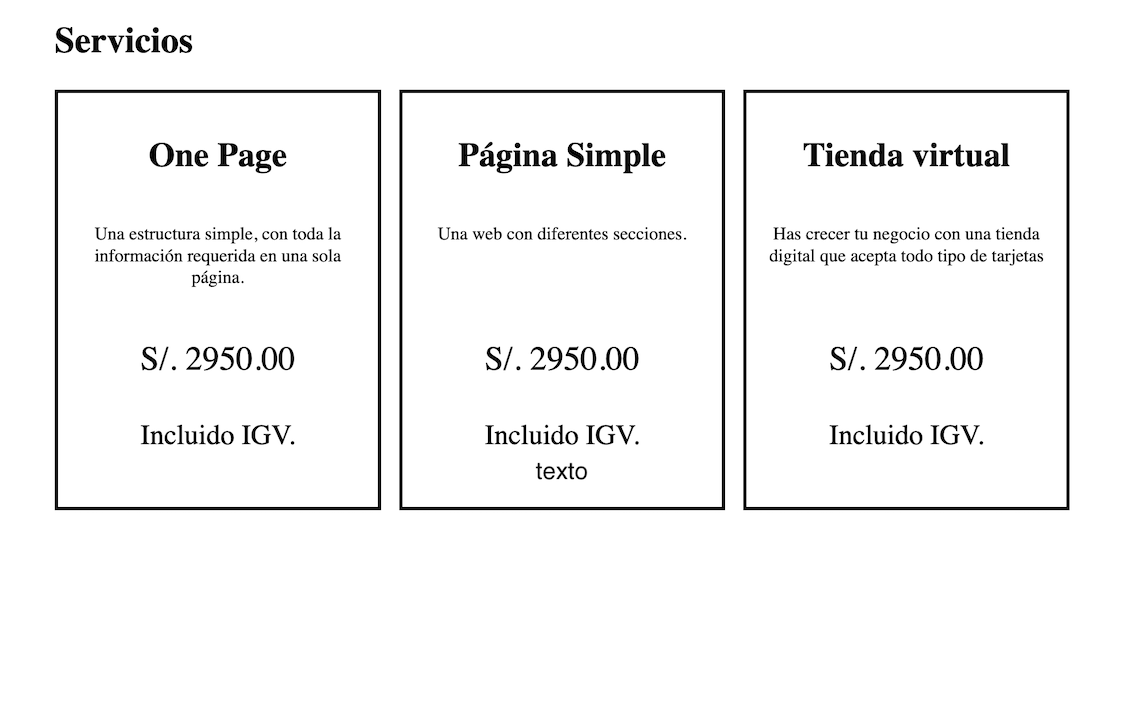 Servicios
One Page
Una estructura simple, con toda la
información requerida en una sola
página.
S/. 2950.00
Incluido IGV.
Página Simple
Una web con diferentes secciones.
S/. 2950.00
Incluido IGV.
texto
Tienda virtual
Has crecer tu negocio con una tienda
digital que acepta todo tipo de tarjetas
S/. 2950.00
Incluido IGV.